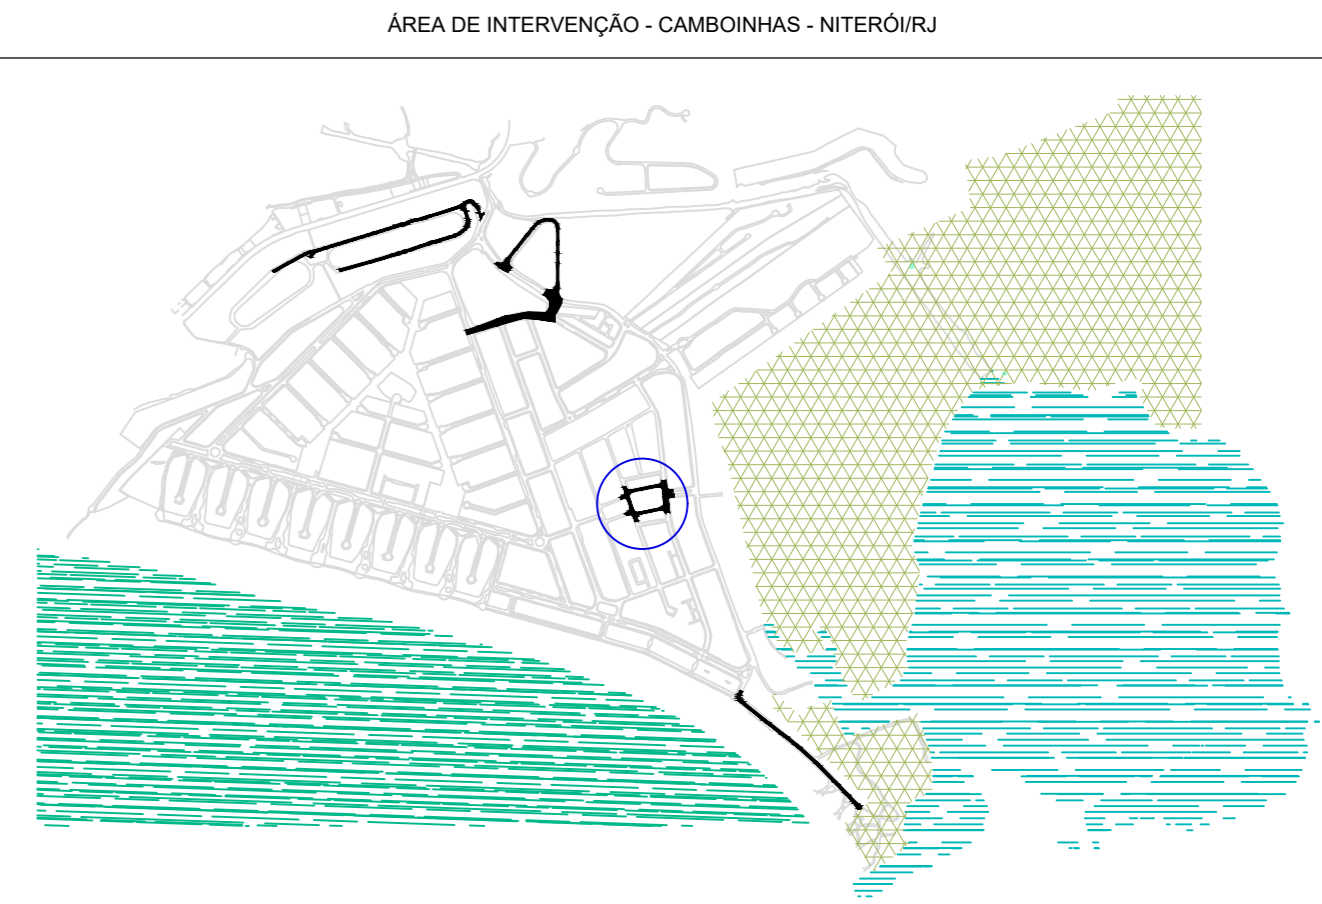 ÁREA DE INTERVENÇÃO - CAMBOINHAS - NITERÓI/RJ